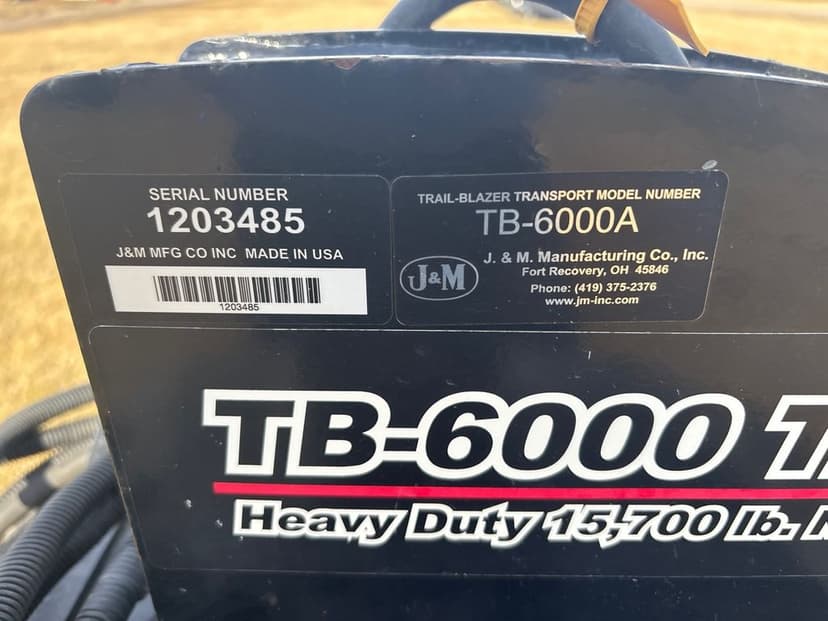 SERIAL NUMBER
1203485
J&M MFG CO INC MADE IN USA
1203485
TRAIL-BLAZER TRANSPORT MODEL NUMBER
TB-6000A
J&M
J. & M. Manufacturing Co., Inc.
Fort Recovery, OH 45846
Phone: (419) 375-2376
www.jm-inc.com
TB-6000
Heavy Duty 15,700 lb.